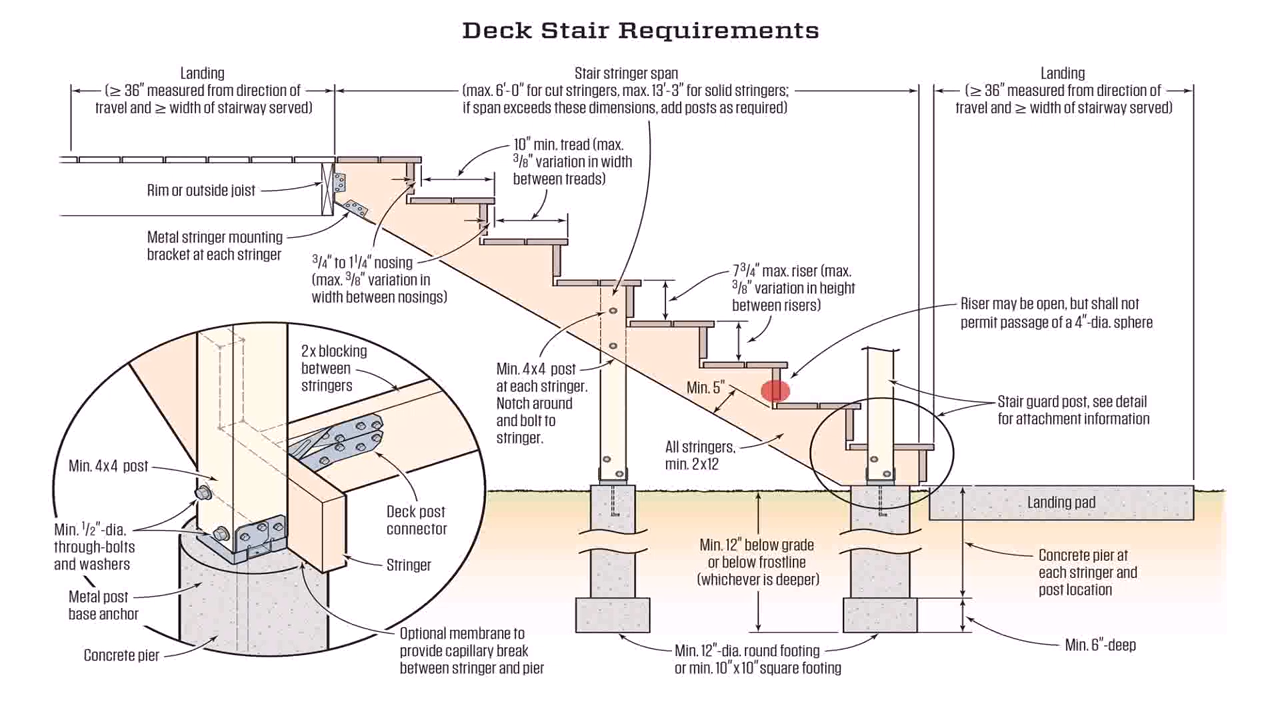 Deck Stair Requirements
Landing
(≥ 36" measured from direction of
travel and ≥ width of stairway served)
Stair stringer span
(max. 6'-0" for cut stringers, max. 13'-3" for solid stringers;
if span exceeds these dimensions, add posts as required)
Landing
(≥ 36" measured from direction of
travel and ≥ width of stairway served)
10" min. tread (max.
3/8" variation in width
between treads)
Rim or outside joist
Metal stringer mounting
bracket at each stringer
3/4" to 1 1/4" nosing
(max. 3/8" variation in
width between nosings)
7 3/4" max. riser (max.
3/8" variation in height
between risers)
Riser may be open, but shall not
permit passage of a 4"-dia. sphere
2x blocking
between
stringers
Min. 4x4 post
at each stringer.
Notch around
and bolt to
stringer.
Min. 5"
Stair guard post, see detail
for attachment information
All stringers,
min. 2x12
Min. 4x4 post
Deck post
connector
Min. 1/2"-dia.
through-bolts
and washers
Stringer
Metal post
base anchor
Concrete pier
Optional membrane to
provide capillary break
between stringer and pier
Landing pad
Min. 12" below grade
or below frostline
(whichever is deeper)
Concrete pier at
each stringer and
post location
Min. 12"-dia. round footing
or min. 10"x10" square footing
Min. 6"-deep